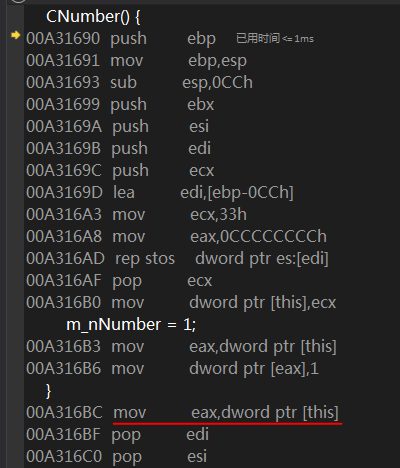 CNumber() {
00A31690 push ebp 已用时间 <= 1ms
00A31691 mov ebp,esp
00A31693 sub esp,0CCh
00A31699 push ebx
00A3169A push esi
00A3169B push edi
00A3169C push ecx
00A3169D lea edi,[ebp-0CCh]
00A316A3 mov ecx,33h
00A316A8 mov eax,0CCCCCCCCh
00A316AD rep stos dword ptr es:[edi]
00A316AF pop ecx
00A316B0 mov dword ptr [this],ecx
m_nNumber = 1;
00A316B3 mov eax,dword ptr [this]
00A316B6 mov dword ptr [eax],1
}
00A316BC mov eax,dword ptr [this]
00A316BF pop edi
00A316C0 pop esi